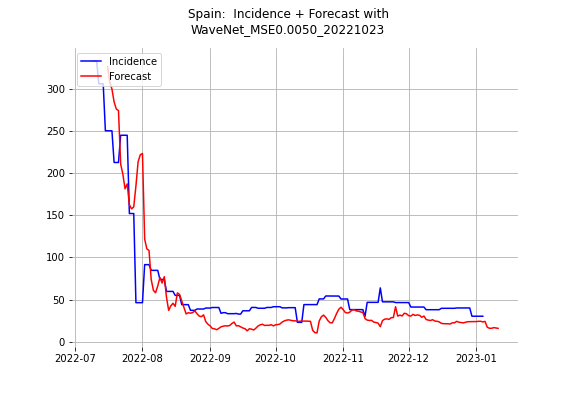 Spain:  Incidence + Forecast with
WaveNet_MSE0.0050_20221023
Incidence
Forecast
300
250
200
150
100
50
0
2022-07 2022-08 2022-09 2022-10 2022-11 2022-12 2023-01